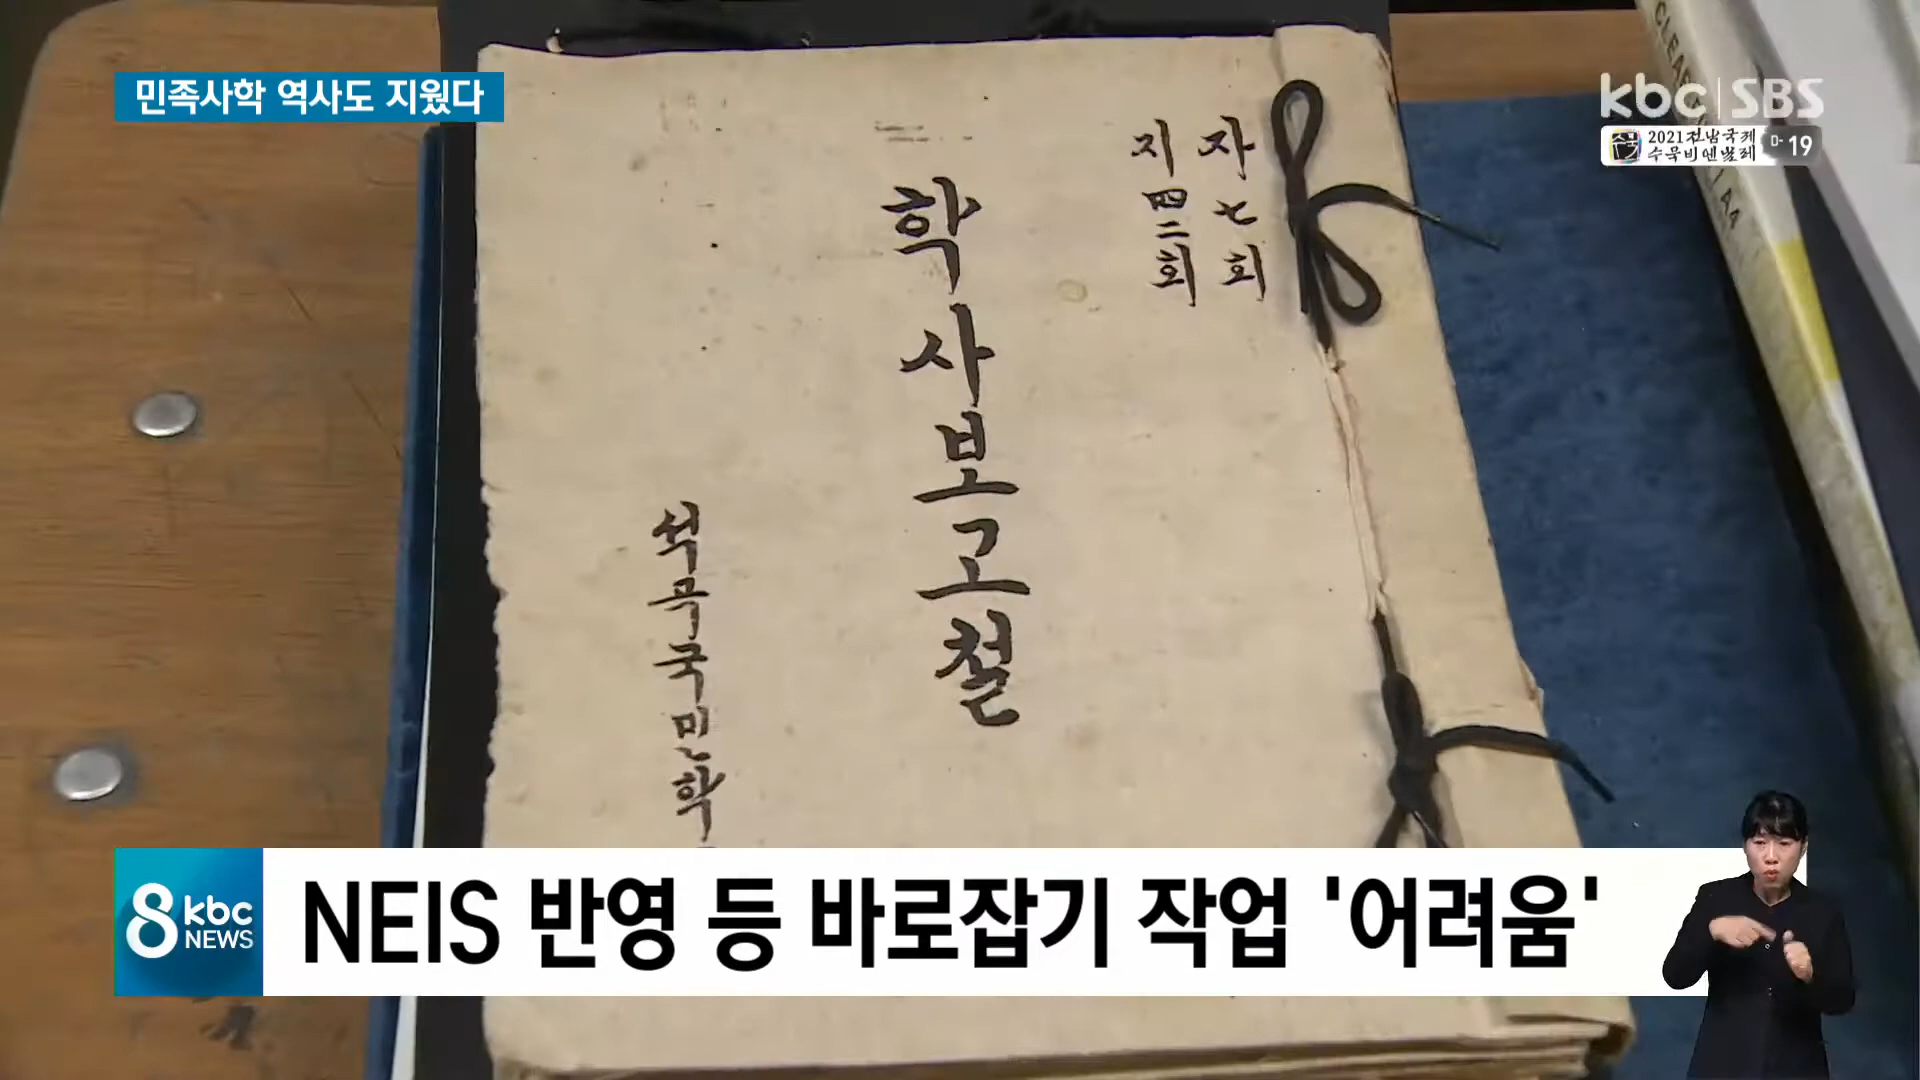 민족사학 역사도 지웠다
kbc SBS
2021전남국제
수묵비엔날레
D-19
자七회
지四二회
학사보고철
석곡국민학
CLEAR
A4
8 kbc NEWS
NEIS 반영 등 바로잡기 작업 '어려움'